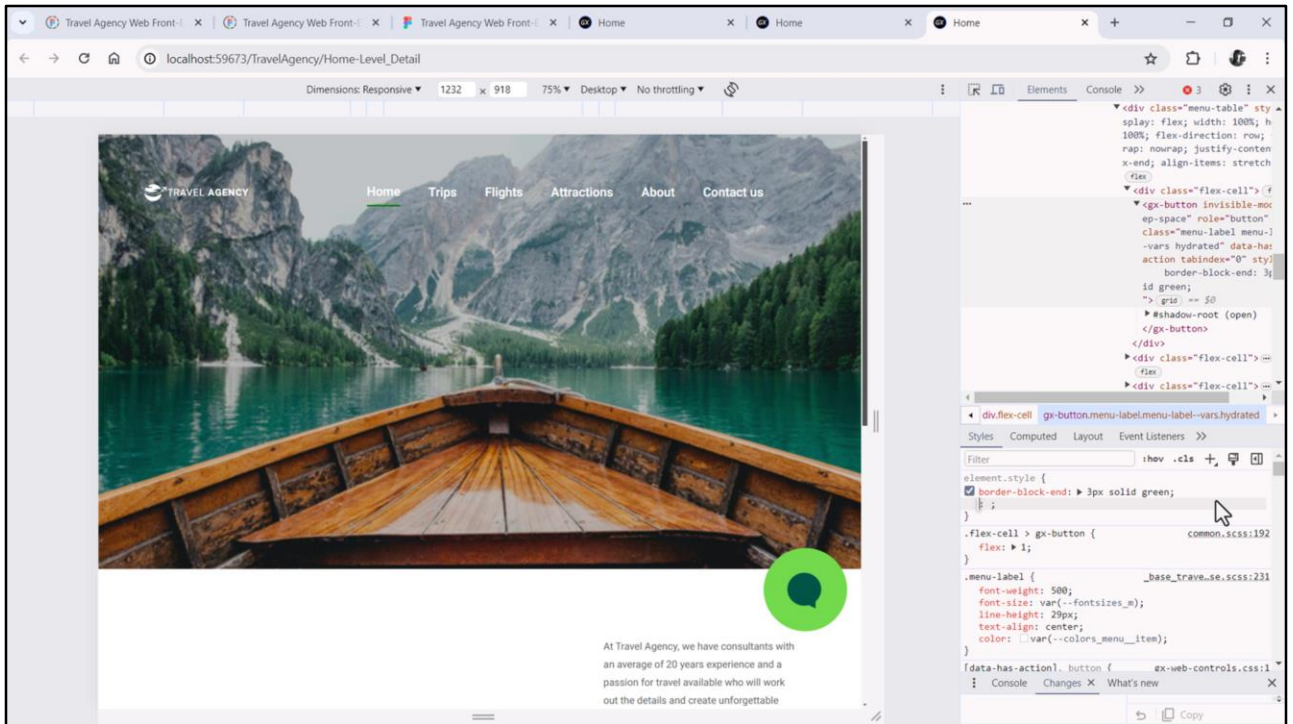 Travel Agency Web Front-
Travel Agency Web Front-E
Travel Agency Web Front-E
Home
Home
Home
localhost:59673/TravelAgency/Home-Level_Detail
Dimensions: Responsive ▼ 1232 x 918 75% ▼ Desktop ▼ No throttling ▼
Elements Console >> 3
TRAVEL AGENCY
Home Trips Flights Attractions About Contact us
At Travel Agency, we have consultants with
an average of 20 years experience and a
passion for travel available who will work
out the details and create unforgettable
▼<div class="menu-table" sty
splay: flex; width: 100%; h
100%; flex-direction: row;
rap: nowrap; justify-conten
x-end; align-items: stretch
flex
▼<div class="flex-cell"> f
▼<gx-button invisible-mod
ep-space" role="button"
class="menu-label menu-l
-vars hydrated" data-has
action tabindex="0" styl
border-block-end: 3p
id green;
"> grid == $0
▶#shadow-root (open)
</gx-button>
</div>
▶<div class="flex-cell"> …
flex
▶<div class="flex-cell"> …
div.flex-cell gx-button.menu-label.menu-label--vars.hydrated
Styles Computed Layout Event Listeners >>
Filter :hov .cls +
element.style {
border-block-end: ▶ 3px solid green;
: ;
}
.flex-cell > gx-button { common.scss:192
flex: ▶ 1;
}
.menu-label { _base_trave…se.scss:231
font-weight: 500;
font-size: var(--fontsizes_m);
line-height: 29px;
text-align: center;
color: var(--colors_menu__item);
}
[data-has-action], button { gx-web-controls.css:1
Console Changes × What's new
Copy